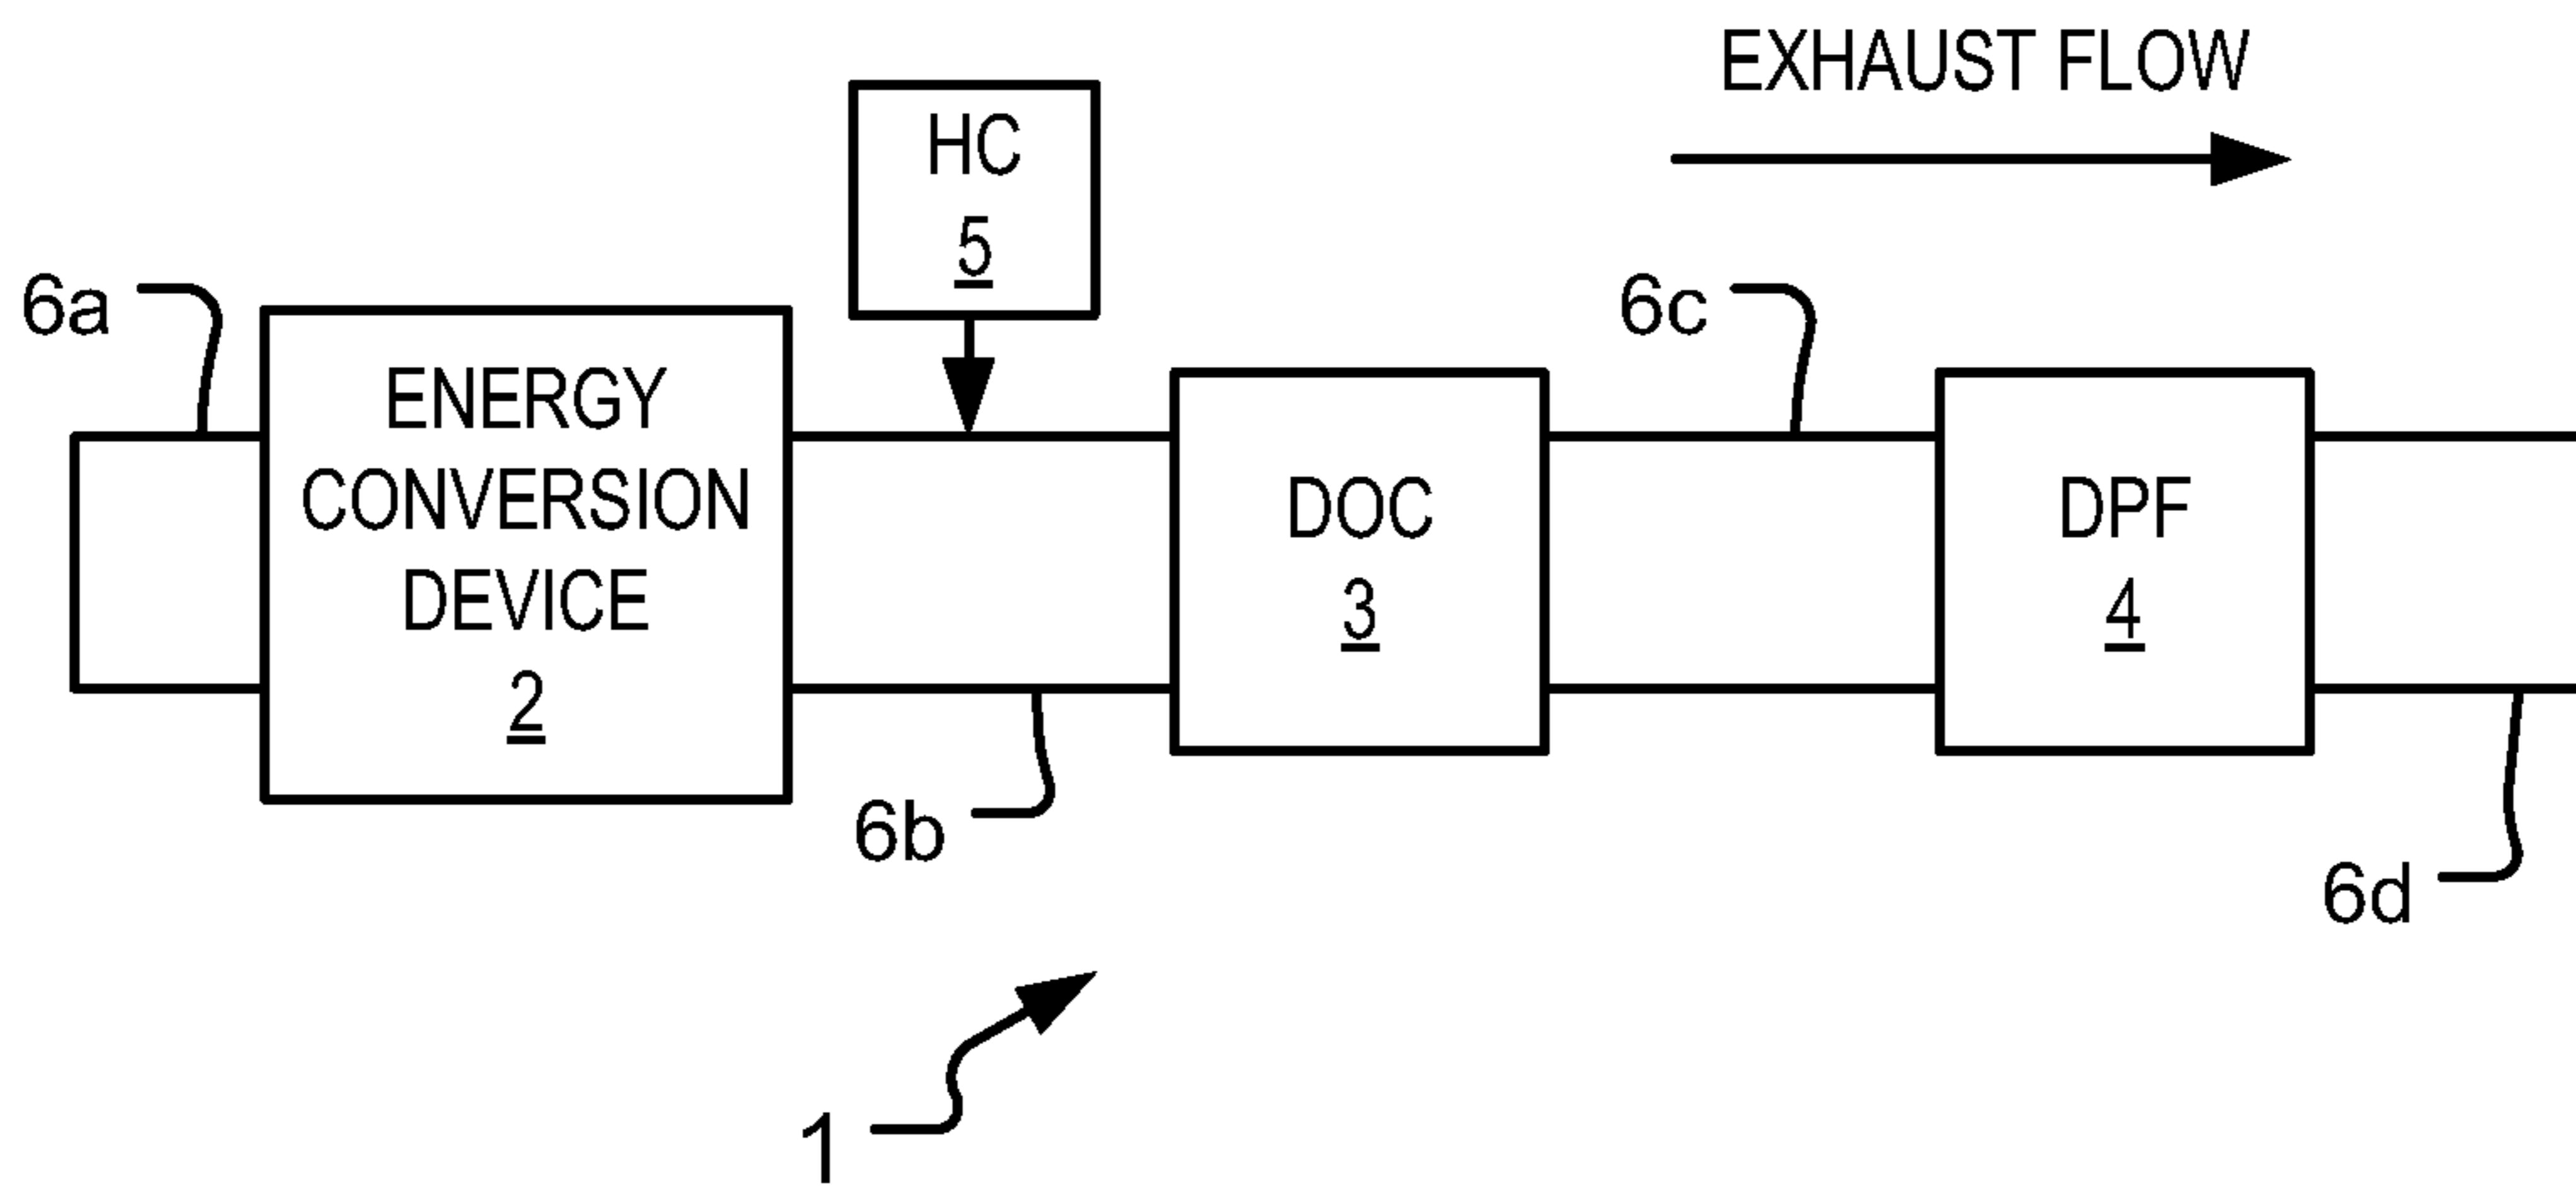 EXHAUST FLOW
HC
5
6a
6c
ENERGY
CONVERSION
DEVICE
2
DOC
3
DPF
4
6b
6d
1